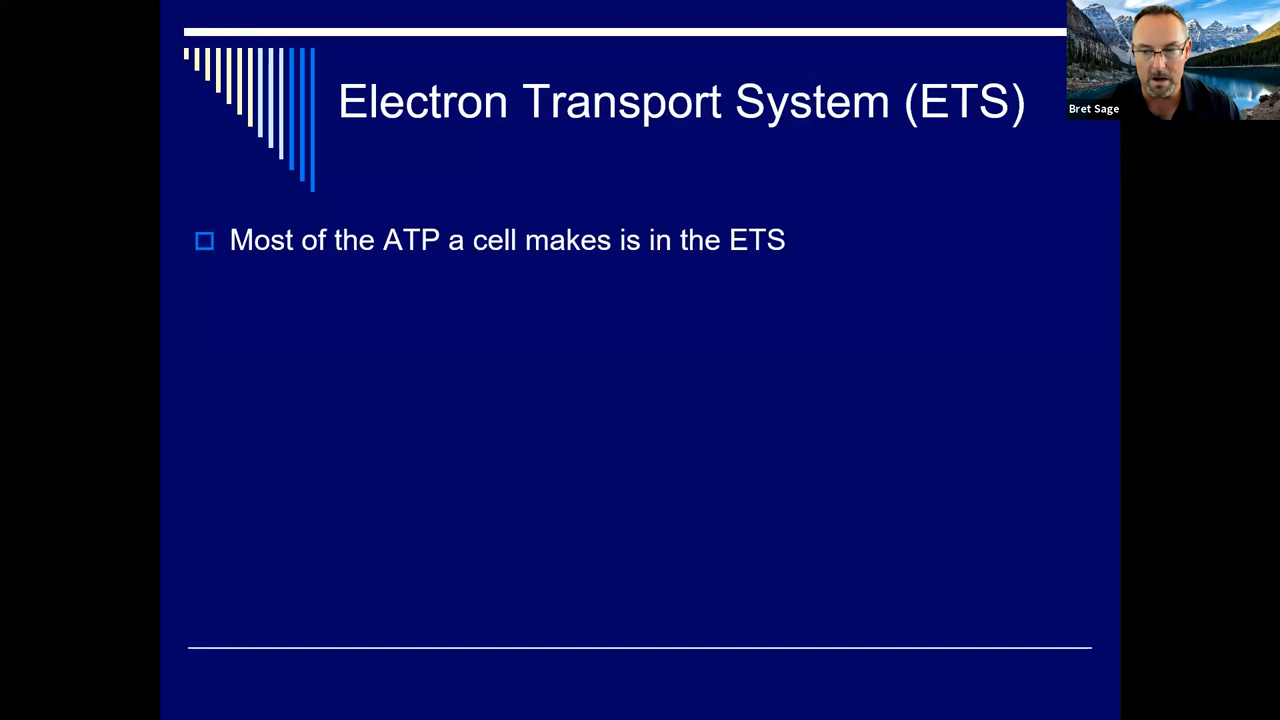 Electron Transport System (ETS)
Bret Sage
Most of the ATP a cell makes is in the ETS